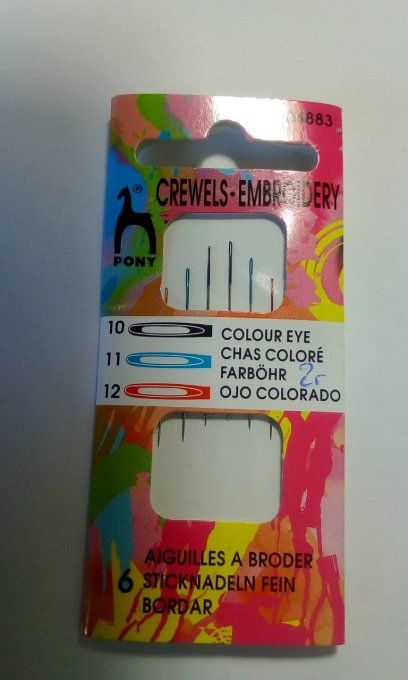 04883
CREWELS-EMBROIDERY
®
PONY
10 COLOUR EYE
CHAS COLORÉ
11 FARBÖHR
12 OJO COLORADO
6 AIGUILLES A BRODER
STICKNADELN FEIN
BORDAR